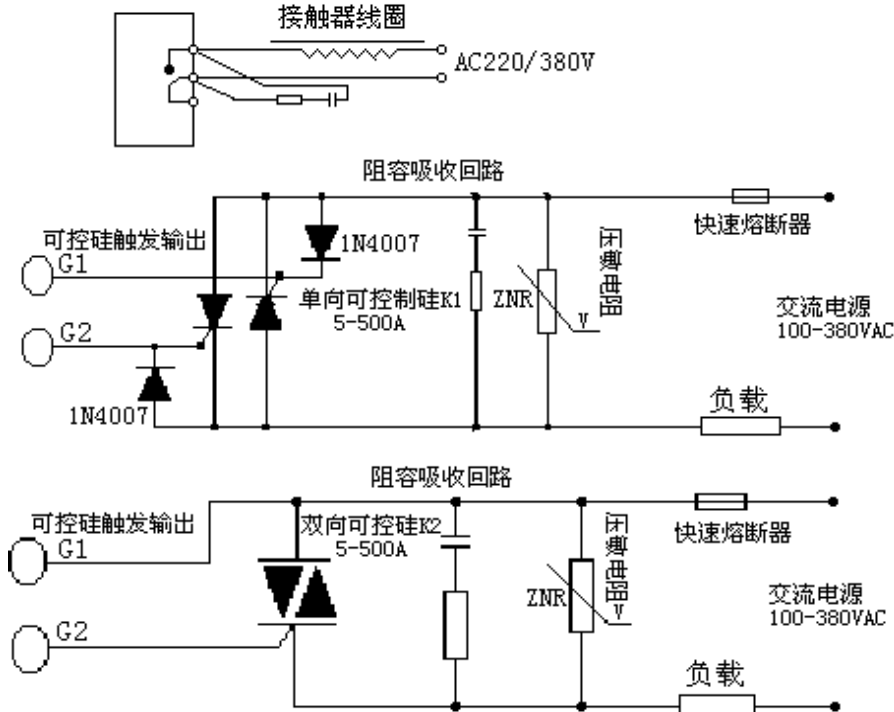 接触器线圈
AC220/380V
阻容吸收回路
快速熔断器
可控硅触发输出
1N4007
G1
压敏电阻
单向可控制硅K1
5-500A
ZNR
V
交流电源
100-380VAC
G2
1N4007
负载
阻容吸收回路
可控硅触发输出
双向可控硅K2
5-500A
快速熔断器
G1
压敏电阻
ZNR
V
交流电源
100-380VAC
G2
负载